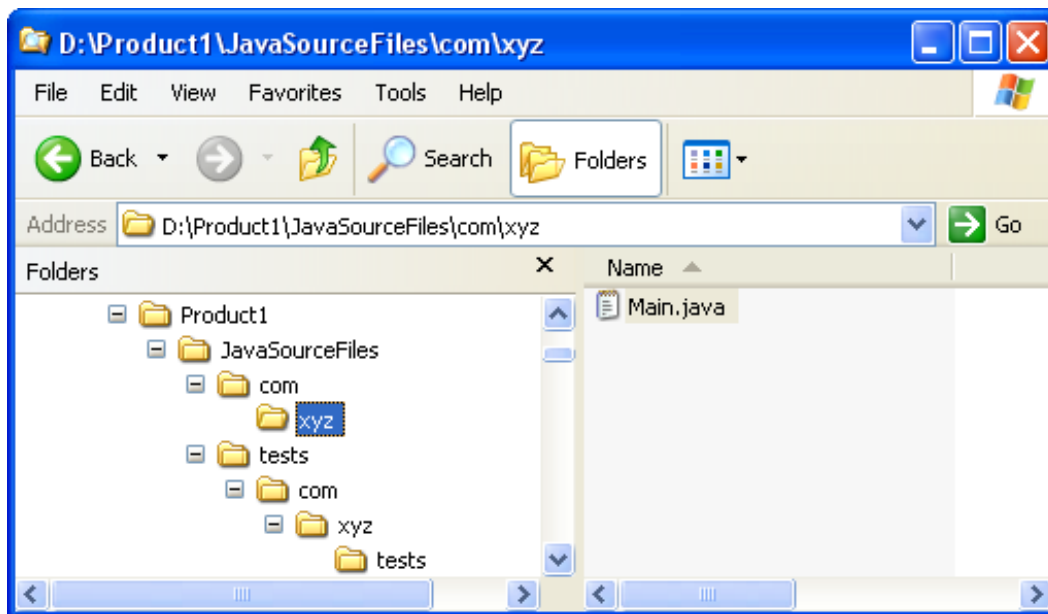 D:\Product1\JavaSourceFiles\com\xyz
File Edit View Favorites Tools Help
Back Search Folders
Address D:\Product1\JavaSourceFiles\com\xyz Go
Folders Name
Product1 Main.java
JavaSourceFiles
com
xyz
tests
com
xyz
tests